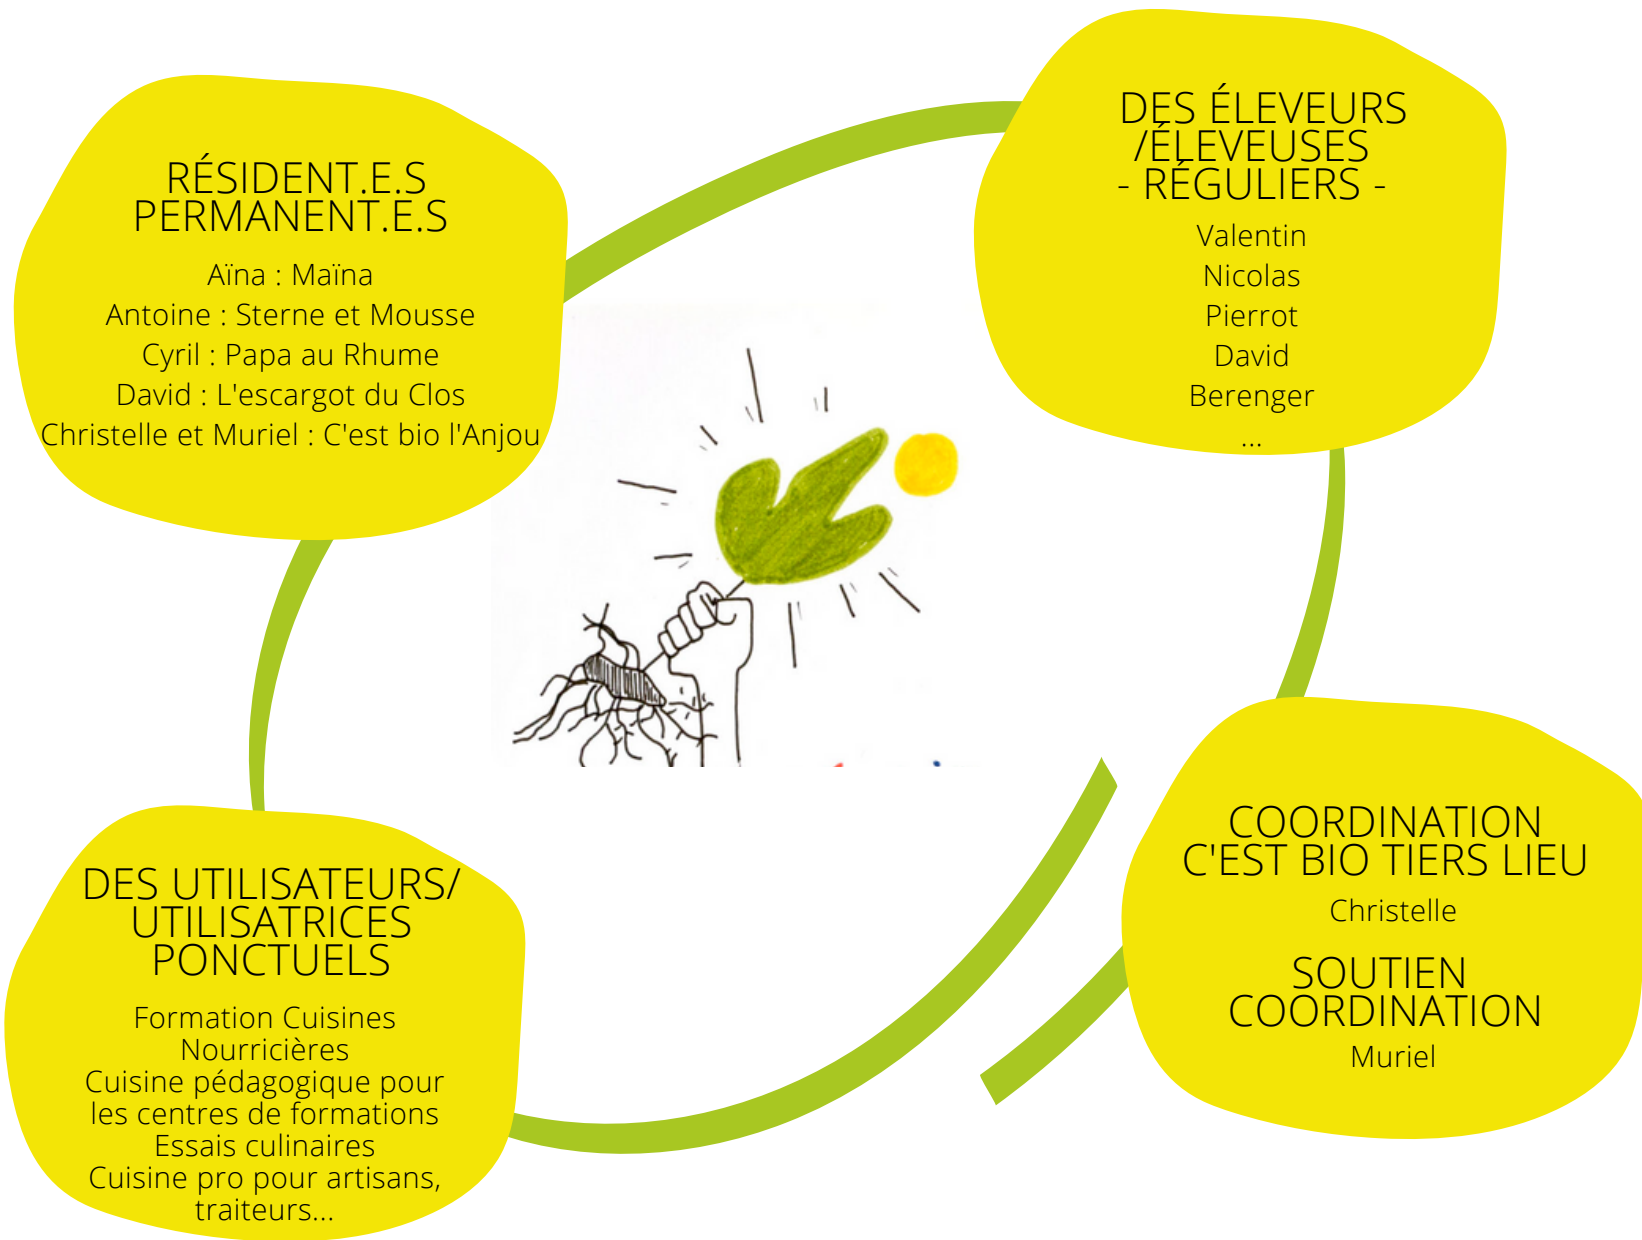 RÉSIDENT.E.S
PERMANENT.E.S
Aïna : Maïna
Antoine : Sterne et Mousse
Cyril : Papa au Rhume
David : L'escargot du Clos
Christelle et Muriel : C'est bio l'Anjou
DES ÉLEVEURS
/ÉLEVEUSES
- RÉGULIERS -
Valentin
Nicolas
Pierrot
David
Berenger
...
DES UTILISATEURS/
UTILISATRICES
PONCTUELS
Formation Cuisines
Nourricières
Cuisine pédagogique pour
les centres de formations
Essais culinaires
Cuisine pro pour artisans,
traiteurs...
COORDINATION
C'EST BIO TIERS LIEU
Christelle
SOUTIEN
COORDINATION
Muriel